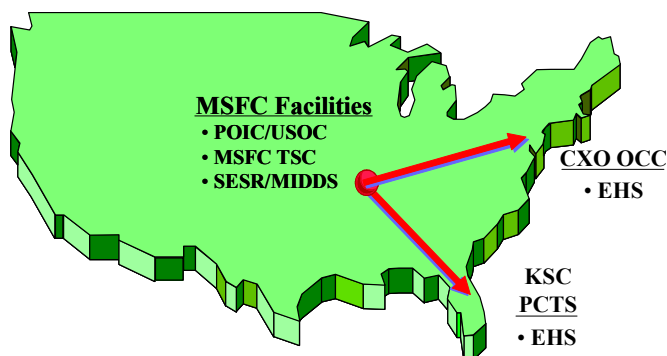 MSFC Facilities
• POIC/USOC
• MSFC TSC
• SESR/MIDDS
CXO OCC
• EHS
KSC
PCTS
• EHS